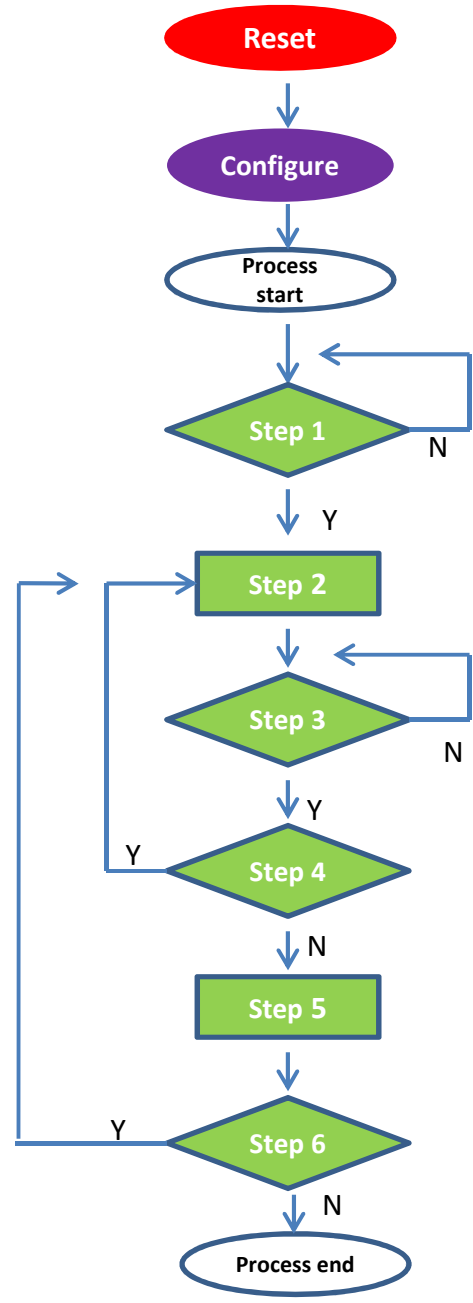 Reset
Configure
Process
start
Step 1
N
Y
Step 2
Step 3
N
Y
Y
Step 4
N
Step 5
Y
Step 6
N
Process end